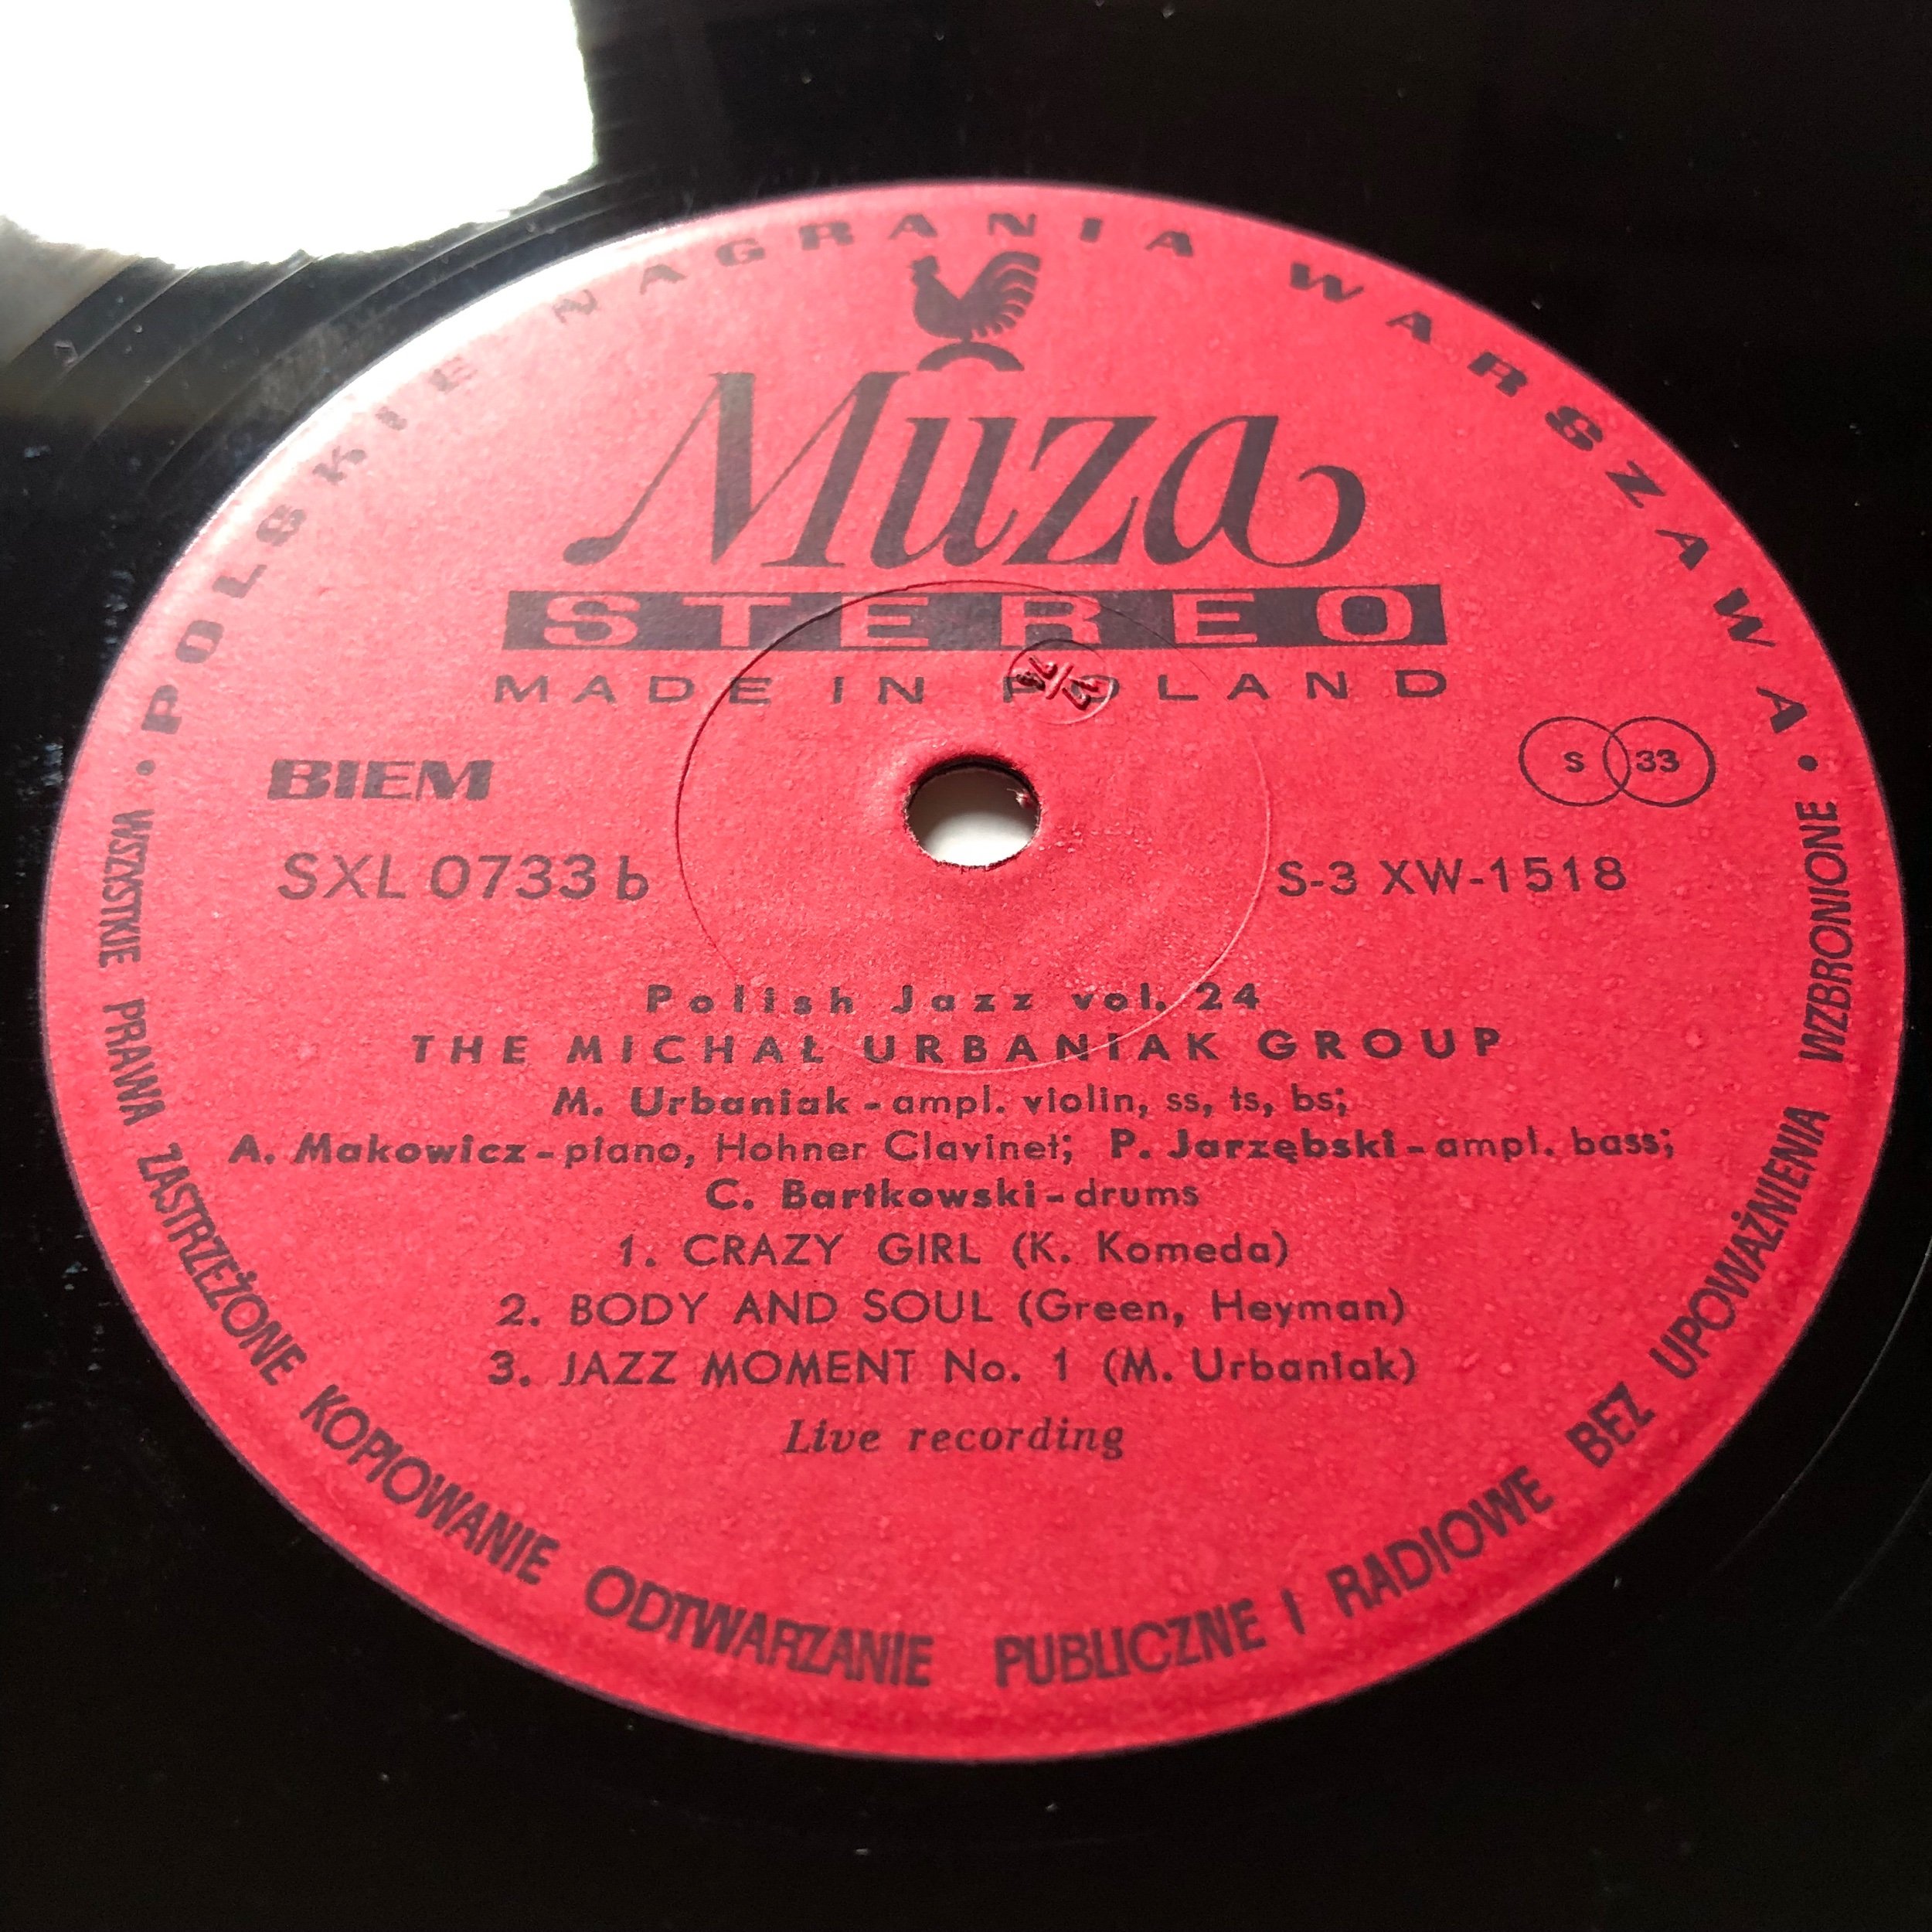 POLSKIE NAGRANIA WARSZAWA
Muza
STEREO
MADE IN POLAND
BIEM
S 33
SXL 0733 b
S-3 XW-1518
Polish Jazz vol. 24
THE MICHAŁ URBANIAK GROUP
M. Urbaniak - ampl. violin, ss, ts, bs;
A. Makowicz - piano, Hohner Clavinet; P. Jarzębski - ampl. bass;
C. Bartkowski - drums
1. CRAZY GIRL (K. Komeda)
2. BODY AND SOUL (Green, Heyman)
3. JAZZ MOMENT No. 1 (M. Urbaniak)
Live recording
• WSZYSTKIE PRAWA ZASTRZEŻONE KOPIOWANIE ODTWARZANIE PUBLICZNE I RADIOWE BEZ UPOWAŻNIENIA WZBRONIONE •